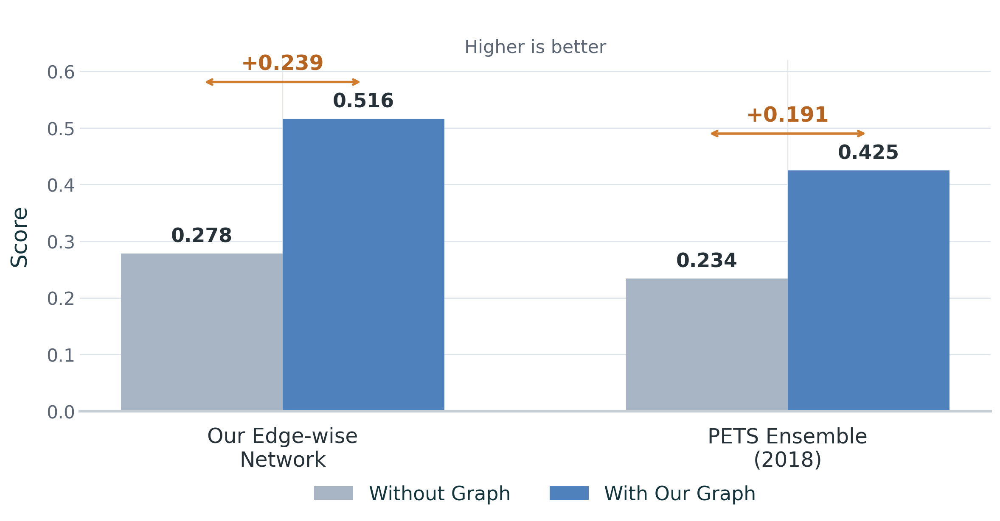 Higher is better
+0.239
0.516
+0.191
0.425
0.278
0.234
Score
0.6
0.5
0.4
0.3
0.2
0.1
0.0
Our Edge-wise
Network
PETS Ensemble
(2018)
Without Graph
With Our Graph